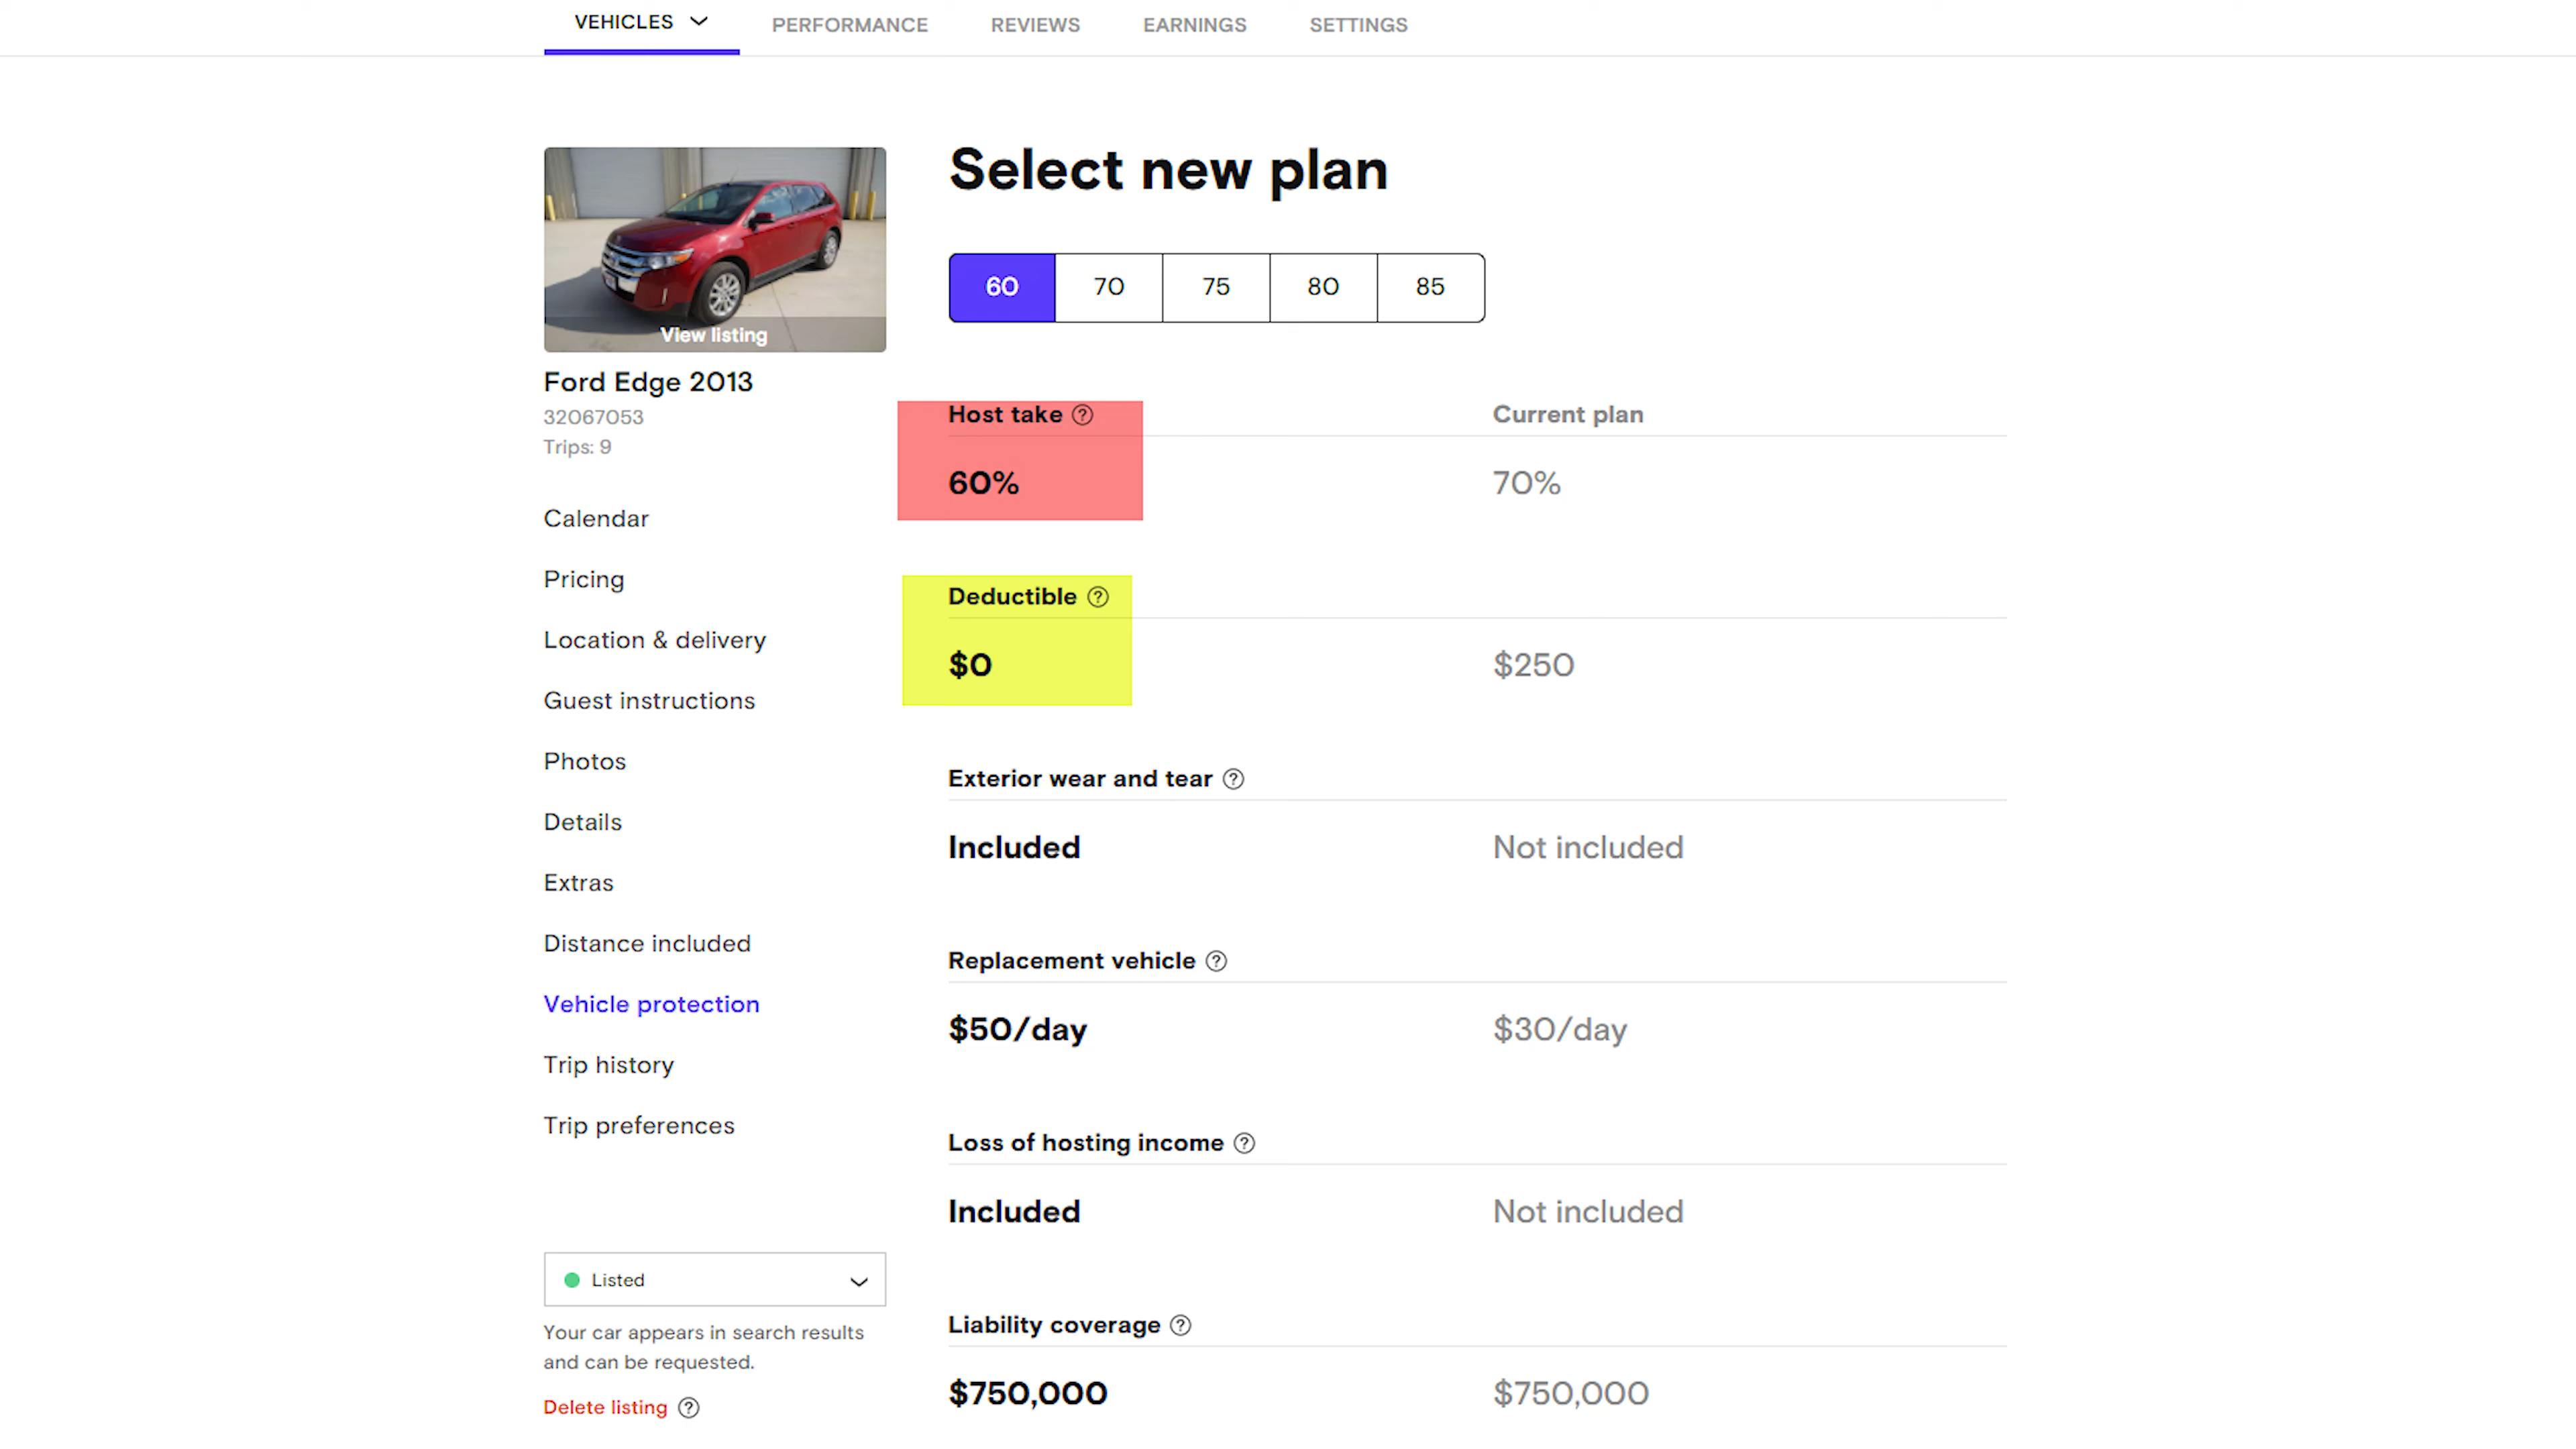 VEHICLES
PERFORMANCE
REVIEWS
EARNINGS
SETTINGS
View listing
Ford Edge 2013
32067053
Trips: 9
Calendar
Pricing
Location & delivery
Guest instructions
Photos
Details
Extras
Distance included
Vehicle protection
Trip history
Trip preferences
Listed
Your car appears in search results
and can be requested.
Delete listing ?
Select new plan
60 70 75 80 85
Host take ? Current plan
60% 70%
Deductible ?
$0 $250
Exterior wear and tear ?
Included Not included
Replacement vehicle ?
$50/day $30/day
Loss of hosting income ?
Included Not included
Liability coverage ?
$750,000 $750,000